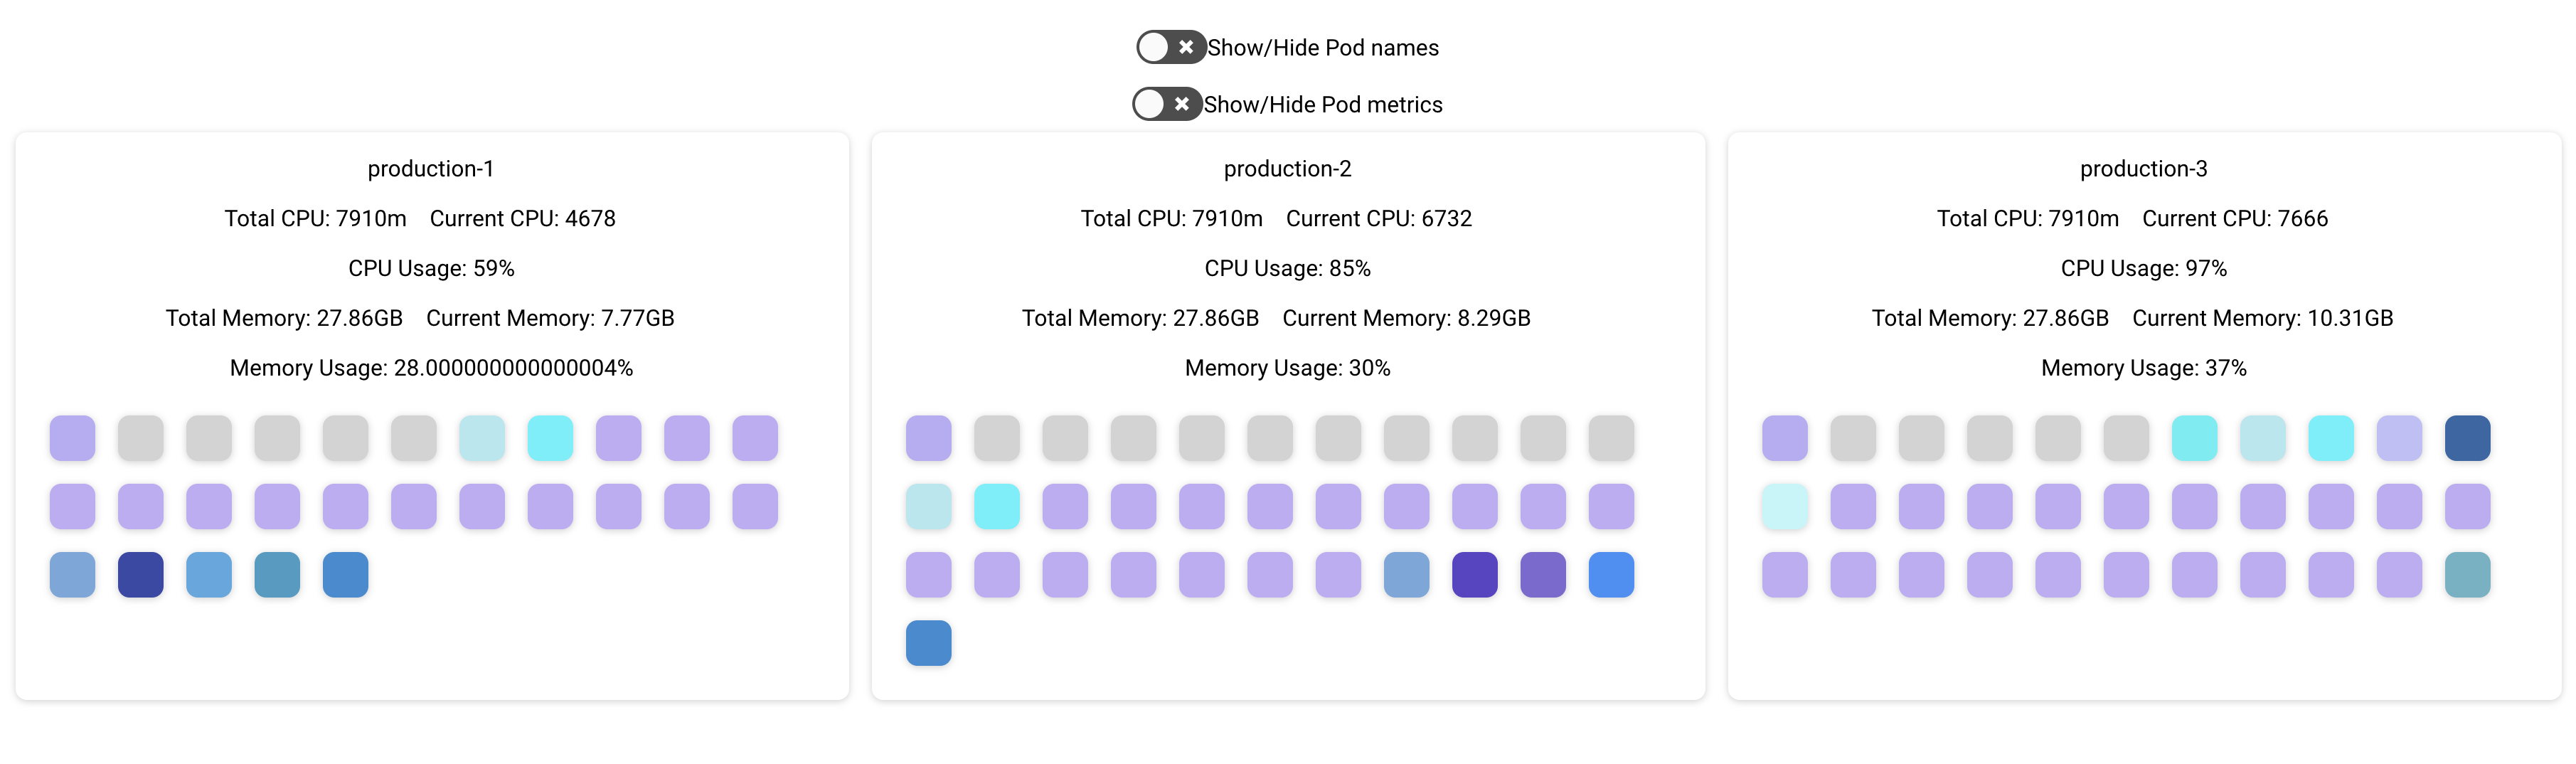 Show/Hide Pod names
Show/Hide Pod metrics
production-1
Total CPU: 7910m Current CPU: 4678
CPU Usage: 59%
Total Memory: 27.86GB Current Memory: 7.77GB
Memory Usage: 28.000000000000004%
production-2
Total CPU: 7910m Current CPU: 6732
CPU Usage: 85%
Total Memory: 27.86GB Current Memory: 8.29GB
Memory Usage: 30%
production-3
Total CPU: 7910m Current CPU: 7666
CPU Usage: 97%
Total Memory: 27.86GB Current Memory: 10.31GB
Memory Usage: 37%